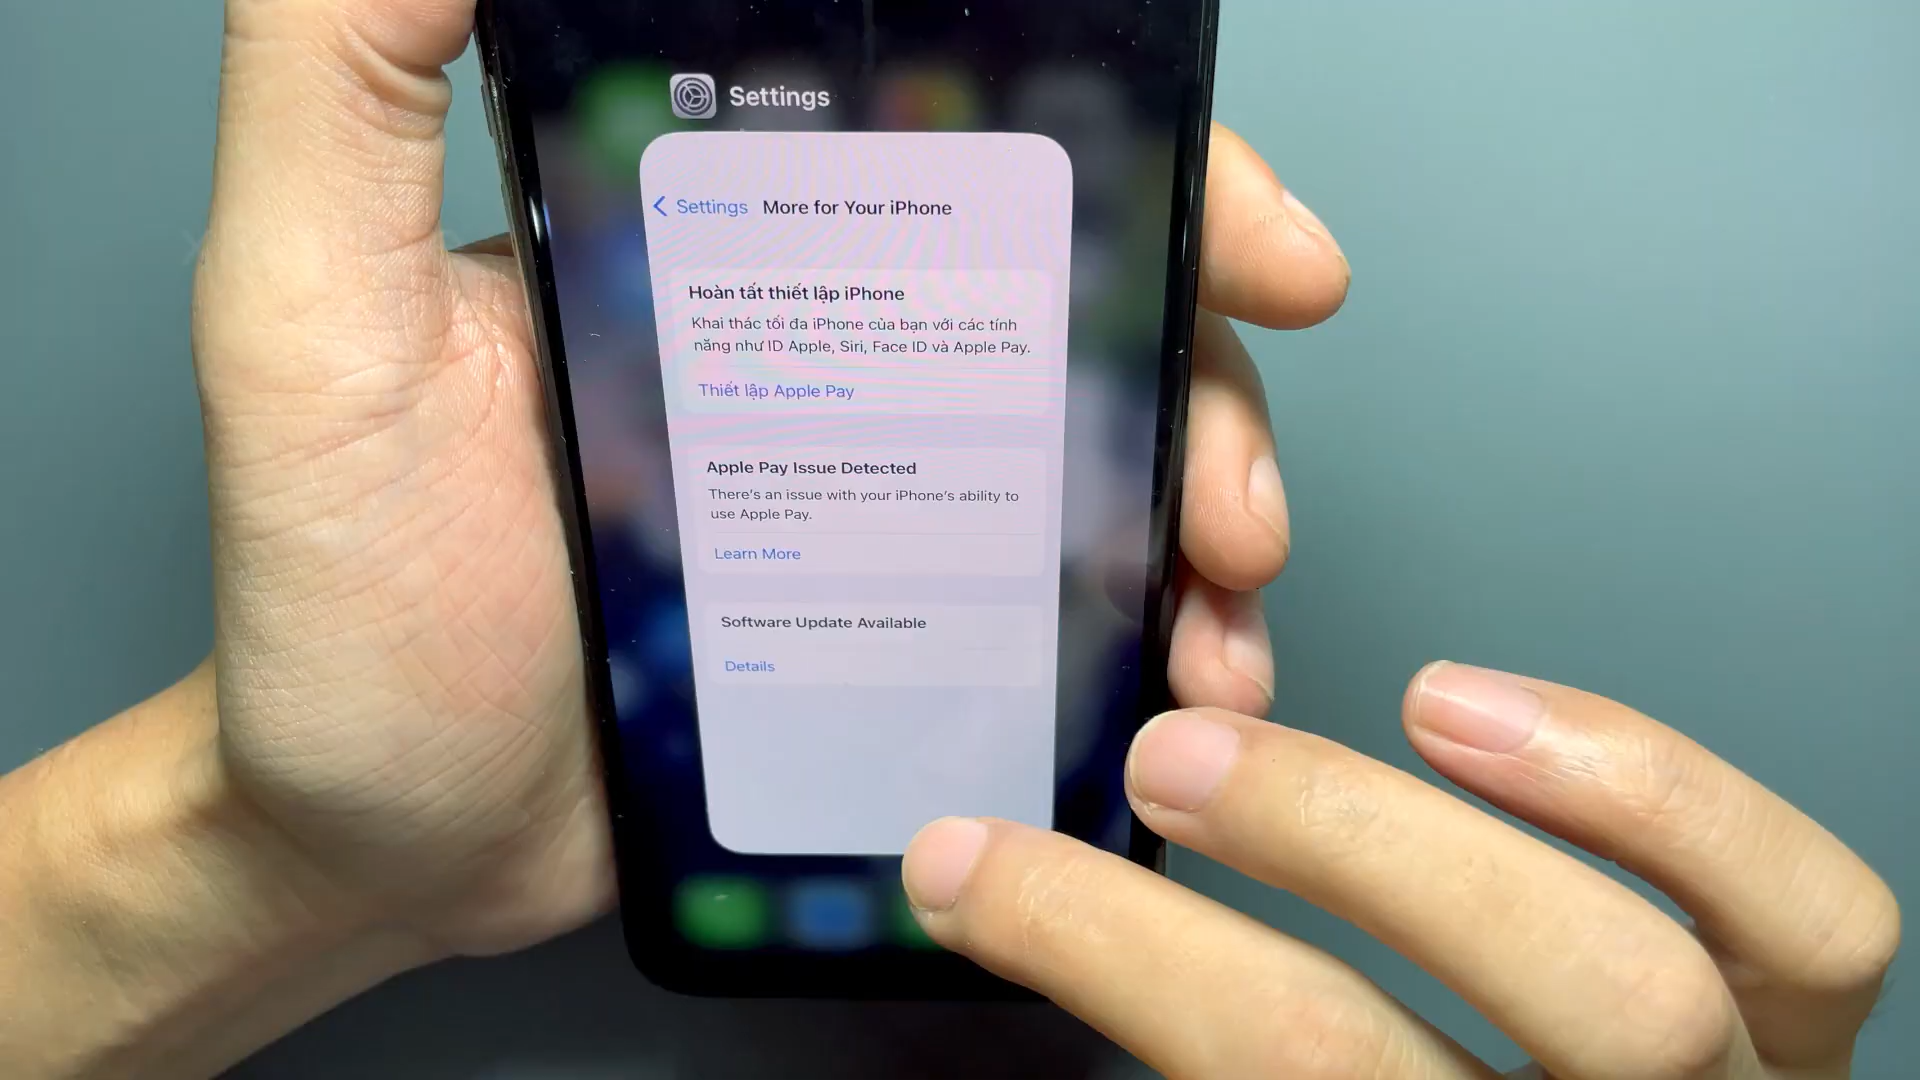 Settings
Settings More for Your iPhone
Hoàn tất thiết lập iPhone
Khai thác tối đa iPhone của bạn với các tính
năng như ID Apple, Siri, Face ID và Apple Pay.
Thiết lập Apple Pay
Apple Pay Issue Detected
There's an issue with your iPhone's ability to
use Apple Pay.
Learn More
Software Update Available
Details